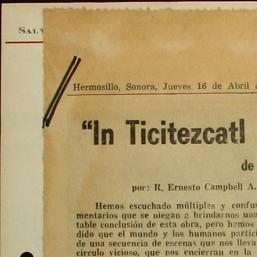 SAL
Hermosillo, Sonora, Jueves 16 de Abril
"In Ticitezcatl
de
por: R. Ernesto Campbell A.
Hemos escuchado múltiples y confu
mentarios que se niegan a brindarnos una
table conclusión de esta obra, pero hemos
dido que el mundo y los humanos partici
de una secuencia de escenas que nos lleva
círculo vicioso, que nos encierran en la